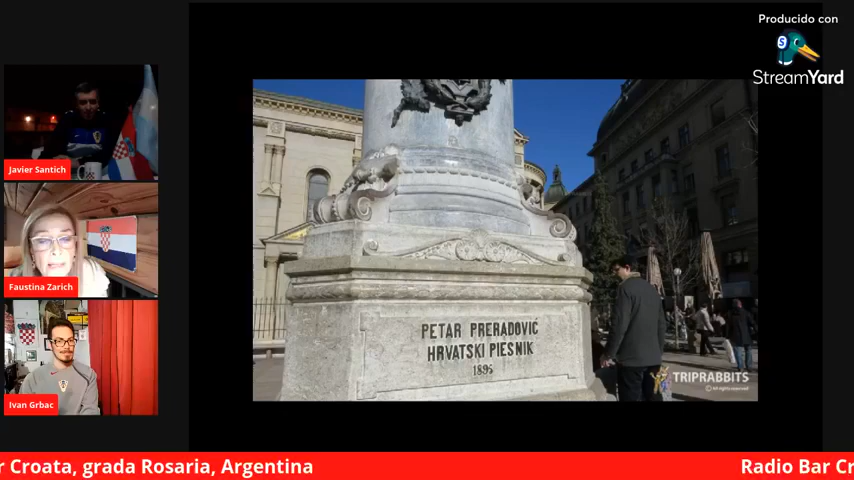 Producido con
StreamYard
Javier Santich
Faustina Zarich
Ivan Grbac
PETAR PRERADOVIĆ
HRVATSKI PIESNIK
1895
TRIPRABBITS
r Croata, grada Rosaria, Argentina
Radio Bar Cr